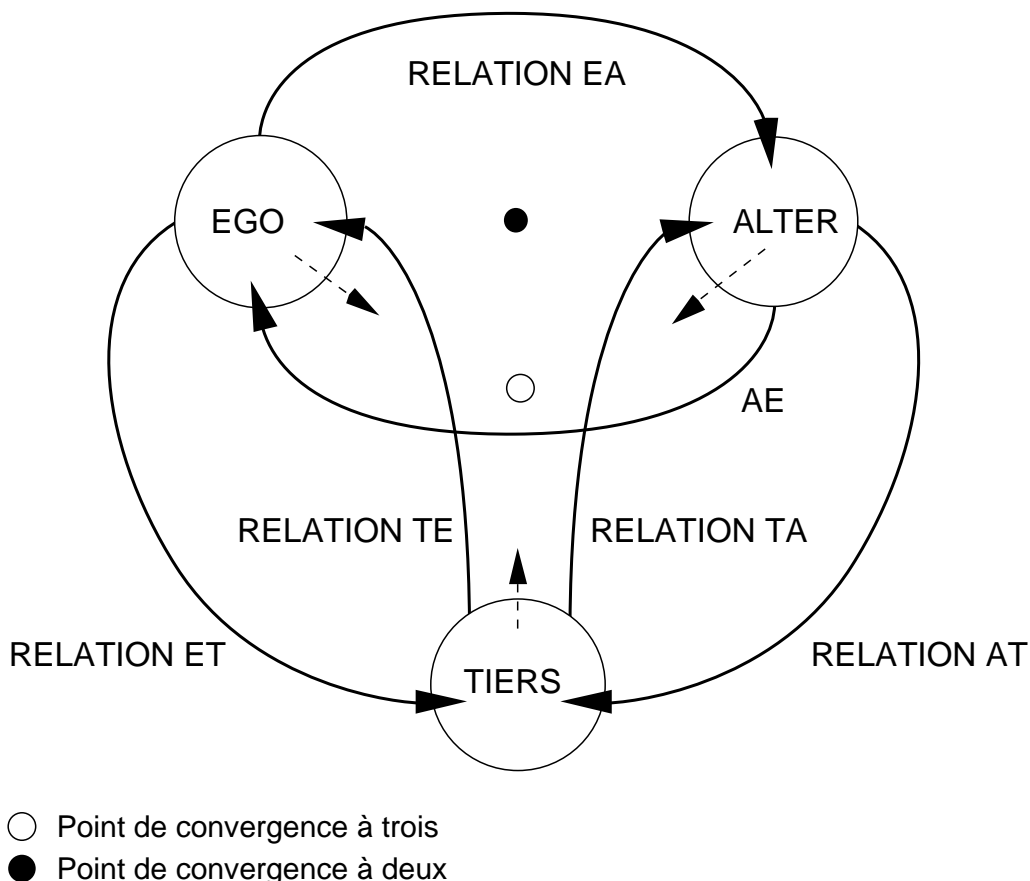 RELATION EA
EGO
ALTER
AE
RELATION TE
RELATION TA
RELATION ET
RELATION AT
TIERS
Point de convergence à trois
Point de convergence à deux